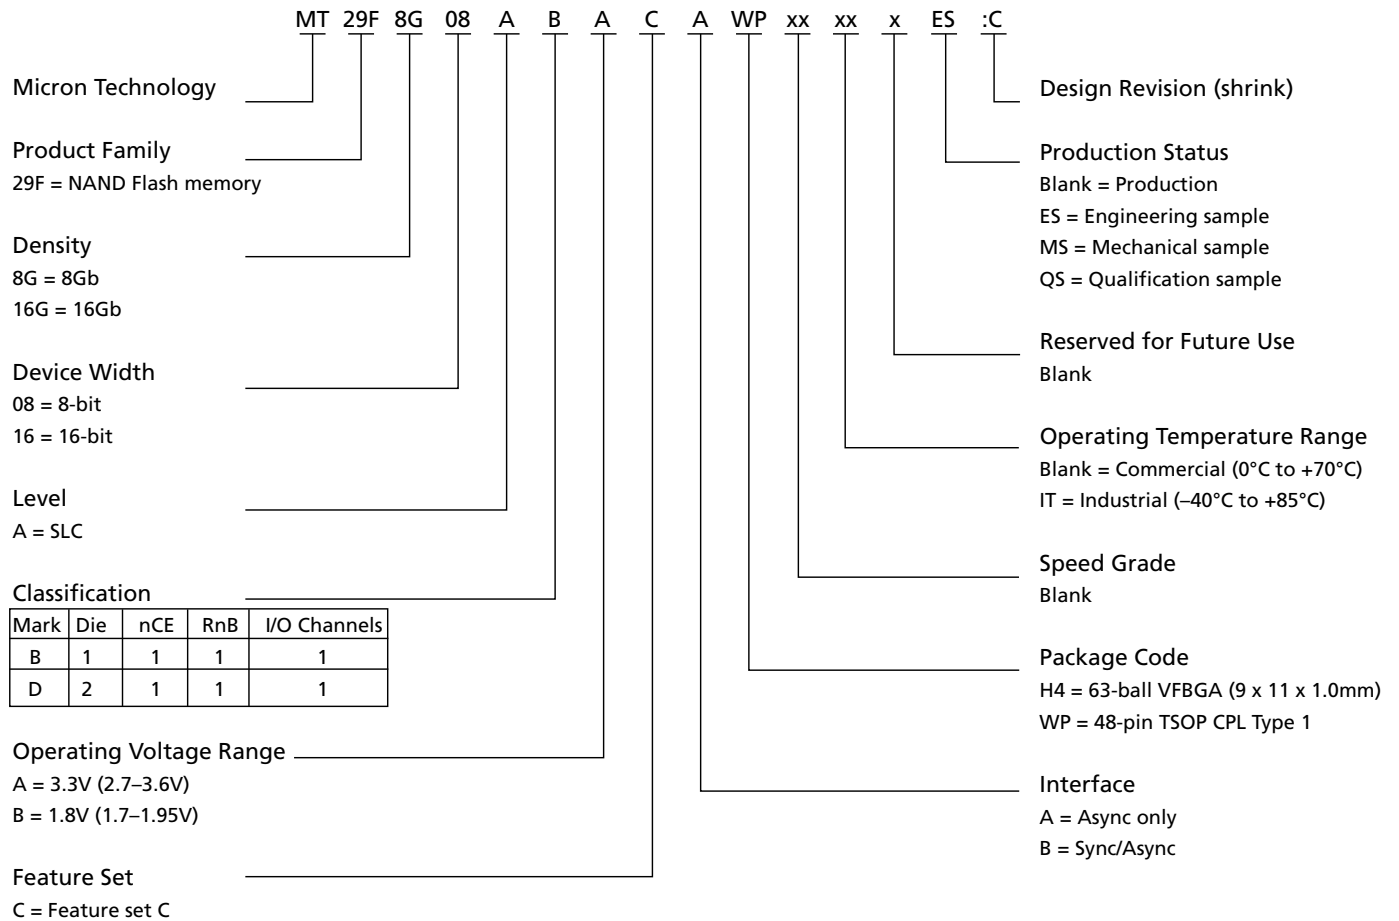 MT 29F 8G 08 A B A C A WP xx xx x ES :C
Micron Technology
Product Family
29F = NAND Flash memory
Density
8G = 8Gb
16G = 16Gb
Device Width
08 = 8-bit
16 = 16-bit
Level
A = SLC
Classification
Mark Die nCE RnB I/O Channels
B 1 1 1 1
D 2 1 1 1
Operating Voltage Range
A = 3.3V (2.7–3.6V)
B = 1.8V (1.7–1.95V)
Feature Set
C = Feature set C
Design Revision (shrink)
Production Status
Blank = Production
ES = Engineering sample
MS = Mechanical sample
QS = Qualification sample
Reserved for Future Use
Blank
Operating Temperature Range
Blank = Commercial (0°C to +70°C)
IT = Industrial (–40°C to +85°C)
Speed Grade
Blank
Package Code
H4 = 63-ball VFBGA (9 x 11 x 1.0mm)
WP = 48-pin TSOP CPL Type 1
Interface
A = Async only
B = Sync/Async